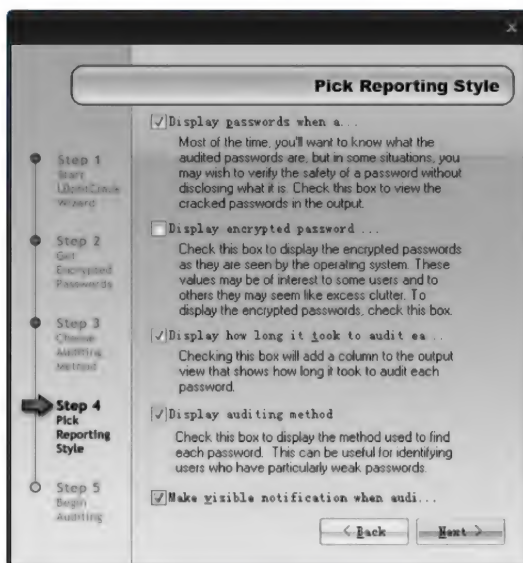 Pick Reporting Style
Display passwords when a...
Most of the time, you'll want to know what the
audited passwords are, but in some situations, you
may wish to verify the safety of a password without
disclosing what it is. Check this box to view the
cracked passwords in the output.
Display encrypted password ...
Check this box to display the encrypted passwords
as they are seen by the operating system. These
values may be of interest to some users and to
others they may seem like excess clutter. To
display the encrypted passwords, check this box.
Display how long it took to audit ea...
Checking this box will add a column to the output
view that shows how long it took to audit each
password.
Display auditing method
Check this box to display the method used to find
each password. This can be useful for identifying
users who have particularly weak passwords.
Make visible notification when audi...
Step 1
Start
Wizard
Step 2
Get
Encrypted
Passwords
Step 3
Choose
Auditing
Method
Step 4
Pick
Reporting
Style
Step 5
Begin
Auditing
< Back
Next >